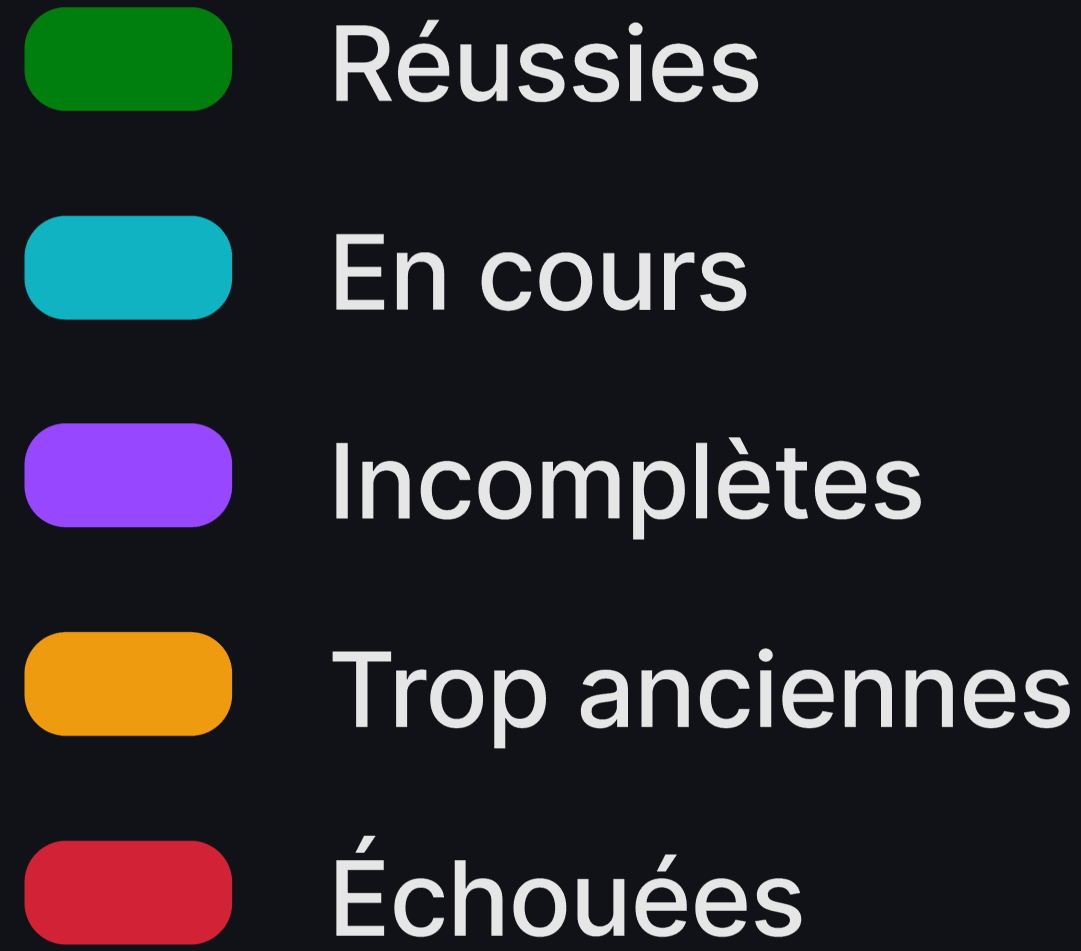 Réussies
En cours
Incomplètes
Trop anciennes
Échouées